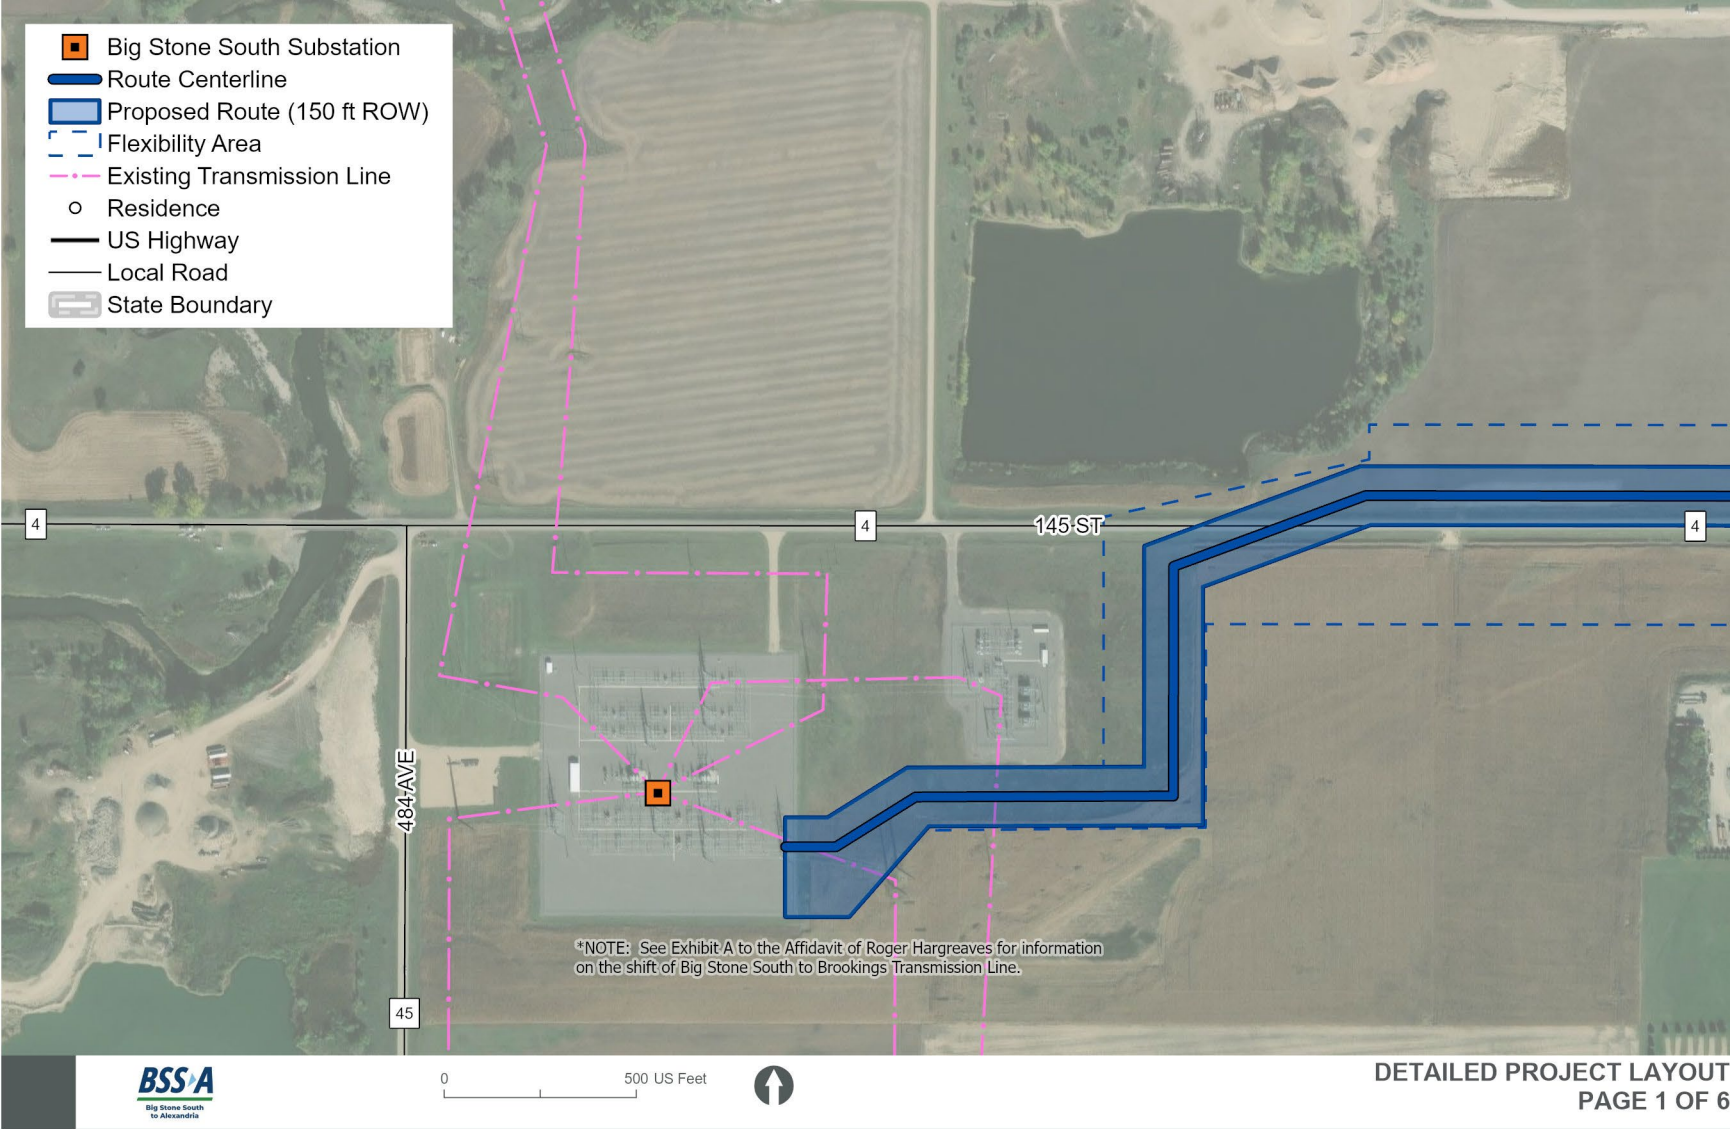 Big Stone South Substation
Route Centerline
Proposed Route (150 ft ROW)
Flexibility Area
Existing Transmission Line
Residence
US Highway
Local Road
State Boundary
4
4
145 ST
4
484 AVE
*NOTE: See Exhibit A to the Affidavit of Roger Hargreaves for information
on the shift of Big Stone South to Brookings Transmission Line.
45
BSSA
Big Stone South
to Alexandria
0 500 US Feet
DETAILED PROJECT LAYOUT
PAGE 1 OF 6